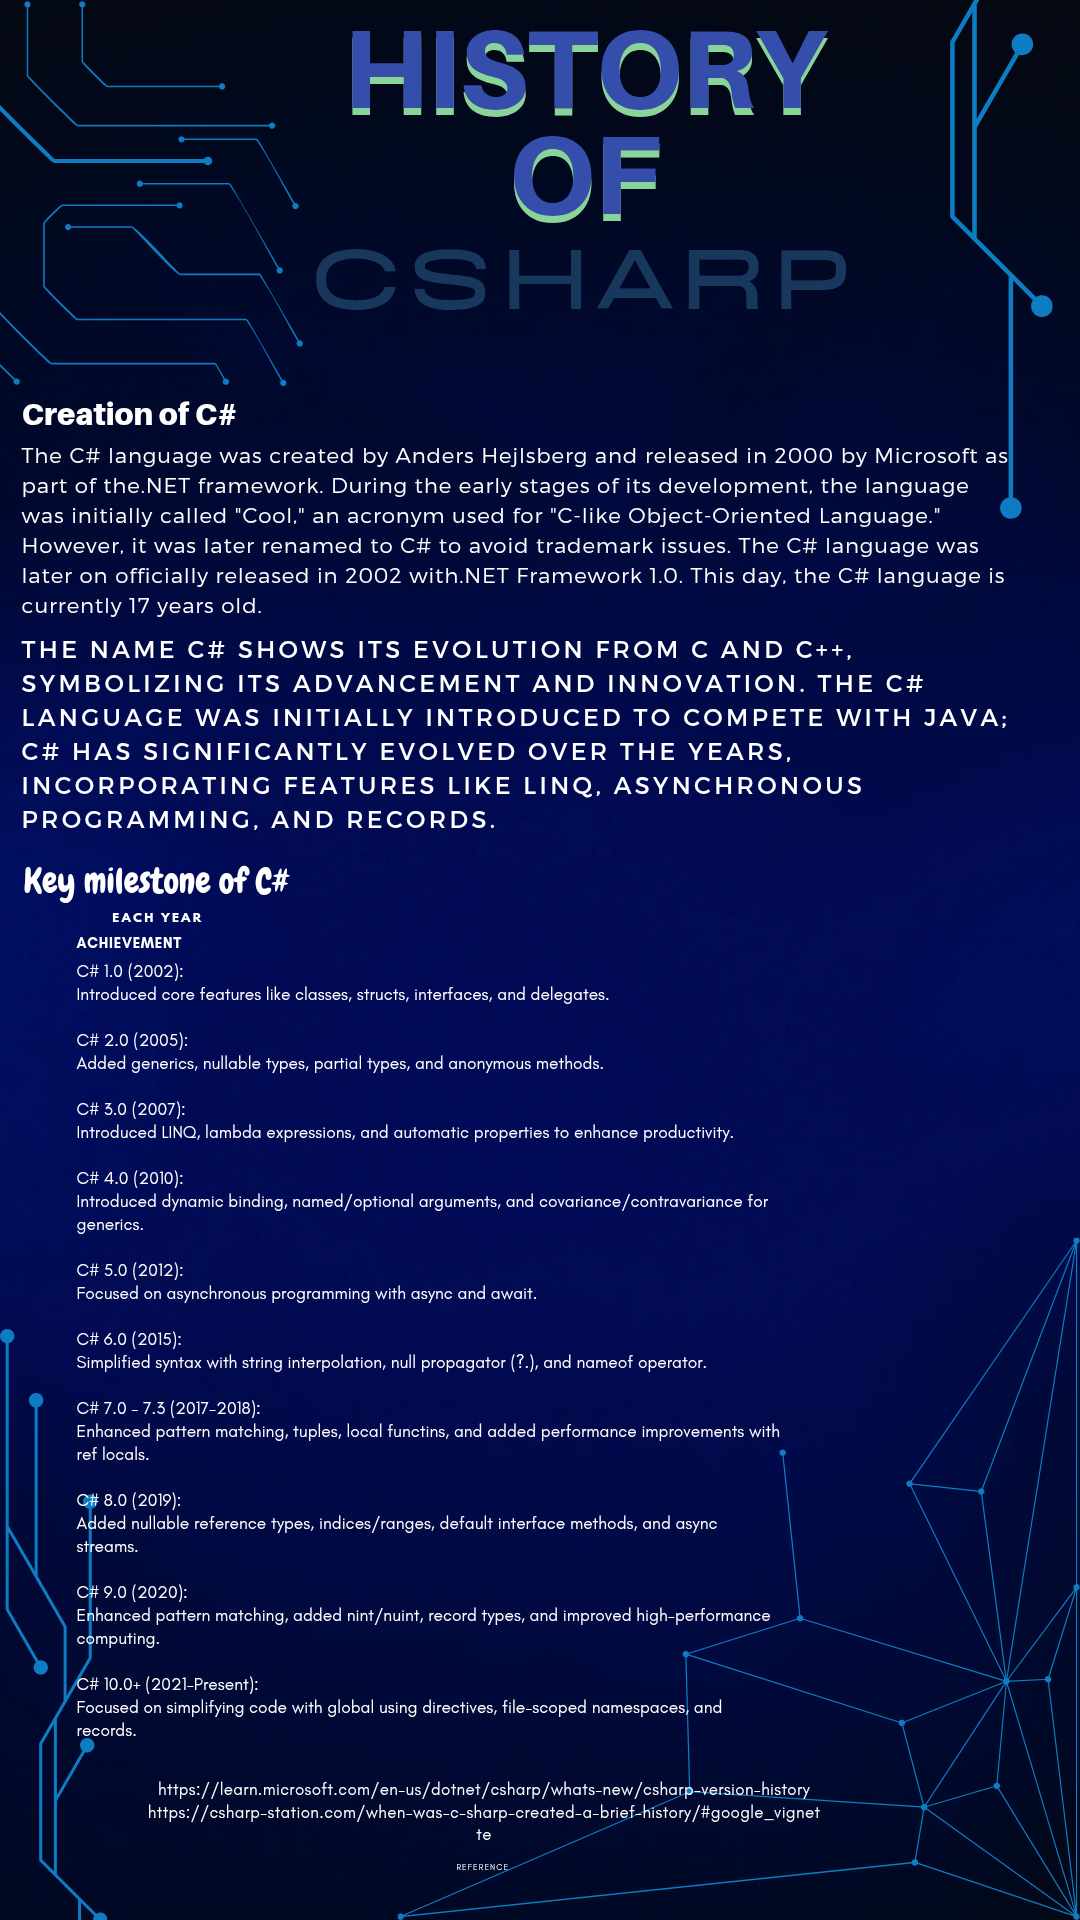 HISTORY
OF
CSHARP
Creation of C#
The C# language was created by Anders Hejlsberg and released in 2000 by Microsoft as
part of the.NET framework. During the early stages of its development, the language
was initially called "Cool," an acronym used for "C-like Object-Oriented Language."
However, it was later renamed to C# to avoid trademark issues. The C# language was
later on officially released in 2002 with.NET Framework 1.0. This day, the C# language is
currently 17 years old.
THE NAME C# SHOWS ITS EVOLUTION FROM C AND C++,
SYMBOLIZING ITS ADVANCEMENT AND INNOVATION. THE C#
LANGUAGE WAS INITIALLY INTRODUCED TO COMPETE WITH JAVA;
C# HAS SIGNIFICANTLY EVOLVED OVER THE YEARS,
INCORPORATING FEATURES LIKE LINQ, ASYNCHRONOUS
PROGRAMMING, AND RECORDS.
Key milestone of C#
EACH YEAR
ACHIEVEMENT
C# 1.0 (2002):
Introduced core features like classes, structs, interfaces, and delegates.
C# 2.0 (2005):
Added generics, nullable types, partial types, and anonymous methods.
C# 3.0 (2007):
Introduced LINQ, lambda expressions, and automatic properties to enhance productivity.
C# 4.0 (2010):
Introduced dynamic binding, named/optional arguments, and covariance/contravariance for
generics.
C# 5.0 (2012):
Focused on asynchronous programming with async and await.
C# 6.0 (2015):
Simplified syntax with string interpolation, null propagator (?.), and nameof operator.
C# 7.0 - 7.3 (2017-2018):
Enhanced pattern matching, tuples, local functins, and added performance improvements with
ref locals.
C# 8.0 (2019):
Added nullable reference types, indices/ranges, default interface methods, and async
streams.
C# 9.0 (2020):
Enhanced pattern matching, added nint/nuint, record types, and improved high-performance
computing.
C# 10.0+ (2021-Present):
Focused on simplifying code with global using directives, file-scoped namespaces, and
records.
https://learn.microsoft.com/en-us/dotnet/csharp/whats-new/csharp-version-history
https://csharp-station.com/when-was-c-sharp-created-a-brief-history/#google_vignet
te
REFERENCE